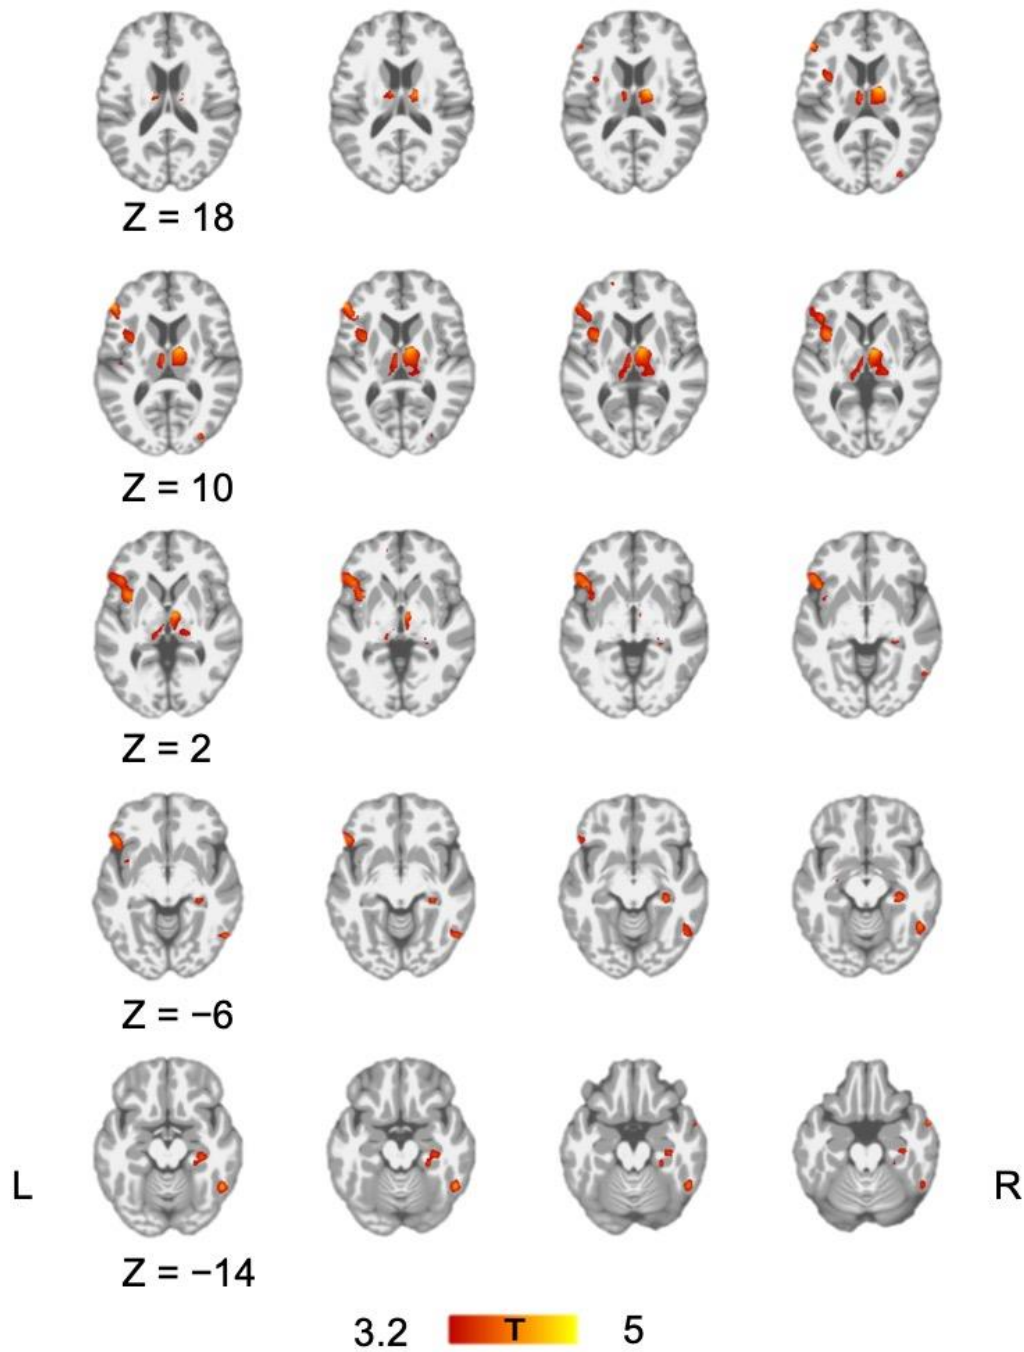 Z = 18
Z = 10
Z = 2
Z = −6
L
R
Z = −14
3.2 T 5